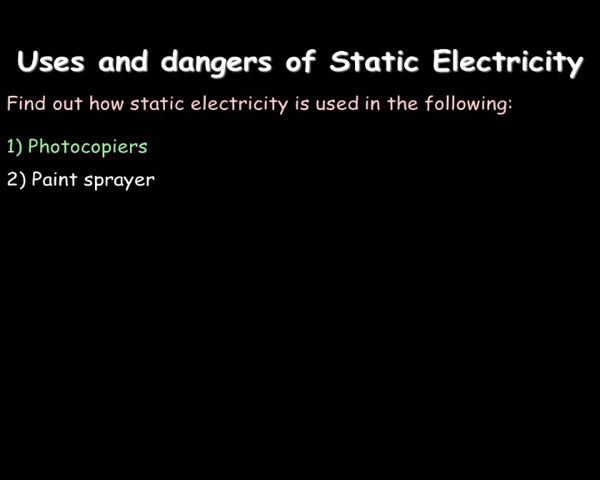 Uses and dangers of Static Electricity
Find out how static electricity is used in the following:
1) Photocopiers
2) Paint sprayer